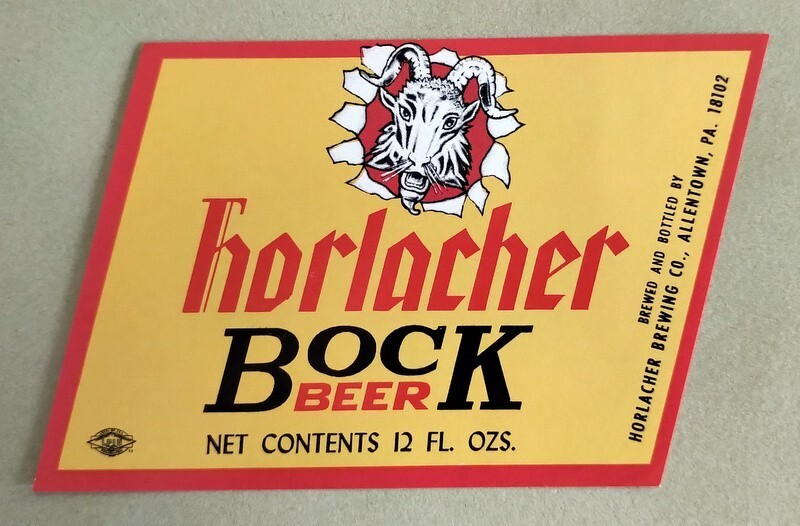 horlacher
BOCK
BEER
NET CONTENTS 12 FL. OZS.
BREWED AND BOTTLED BY
HORLACHER BREWING CO., ALLENTOWN, PA. 18102